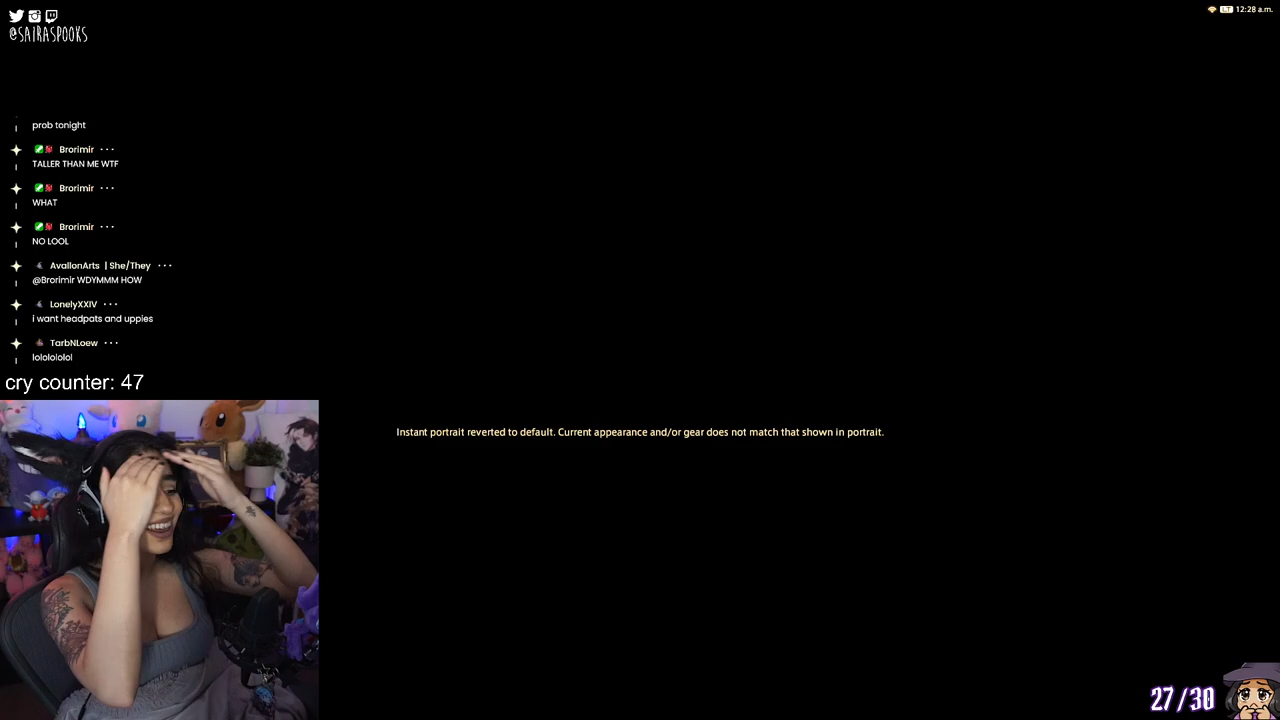 @SAIRASPOOKS
LT 12:28 a.m.
prob tonight
Brorimir
TALLER THAN ME WTF
Brorimir
WHAT
Brorimir
NO LOOL
AvallonArts | She/They
@Brorimir WDYMMM HOW
LonelyXXIV
i want headpats and uppies
TarbNLoew
lolololol
cry counter: 47
Instant portrait reverted to default. Current appearance and/or gear does not match that shown in portrait.
27/30